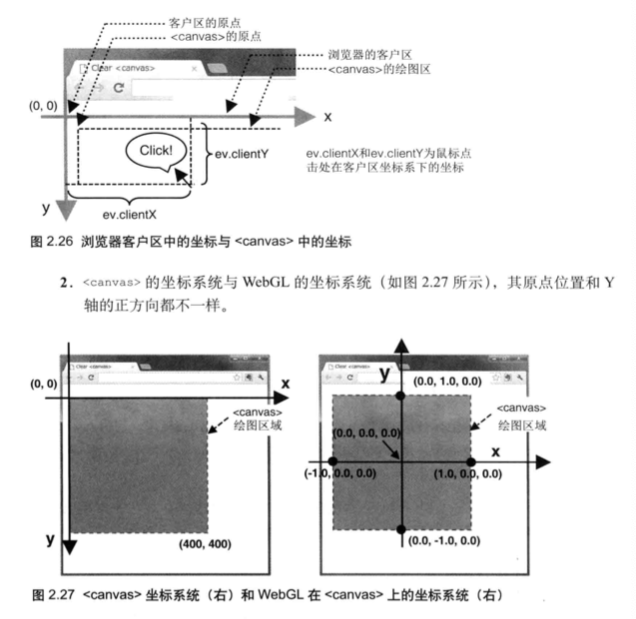 客户区的原点
<canvas>的原点
浏览器的客户区
<canvas>的绘图区
Clear <canvas>
(0, 0)
x
Click!
ev.clientY
ev.clientX和ev.clientY为鼠标点
击处在客户区坐标系下的坐标
y
ev.clientX
图 2.26 浏览器客户区中的坐标与 <canvas> 中的坐标
2. <canvas> 的坐标系统与 WebGL 的坐标系统（如图 2.27 所示），其原点位置和 Y
轴的正方向都不一样。
Clear <canvas>
(0, 0)
x
<canvas>
绘图区域
y
(400, 400)
Clear <canvas>
y
(0.0, 1.0, 0.0)
<canvas>
绘图区域
(0.0, 0.0, 0.0)
x
(-1.0, 0.0, 0.0)
(1.0, 0.0, 0.0)
(0.0, -1.0, 0.0)
图 2.27 <canvas> 坐标系统（右）和 WebGL 在 <canvas> 上的坐标系统（右）